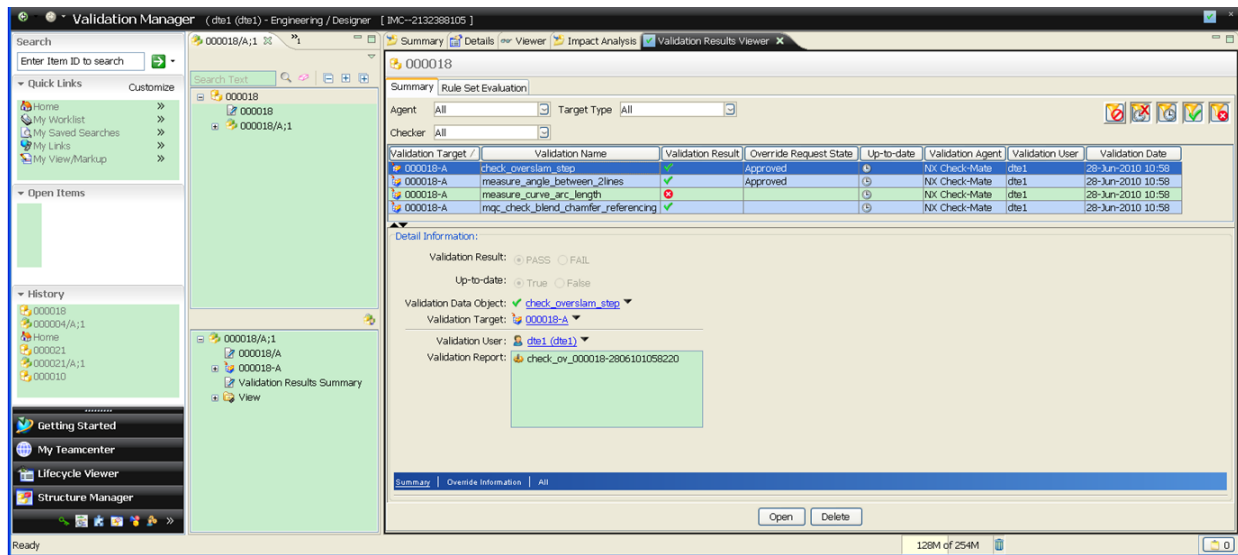 Validation Manager ( dte1 (dte1) - Engineering / Designer [ IMC--2132388105 ]
Search
Enter Item ID to search
Quick Links Customize
Home »
My Worklist »
My Saved Searches »
My Links »
My View/Markup »
Open Items
History
000018
000004/A;1
Home
000021
000021/A;1
000010
Getting Started
My Teamcenter
Lifecycle Viewer
Structure Manager
»
Ready
000018/A;1 »1
Search Text
000018
000018
000018/A;1
000018/A;1
000018/A
000018-A
Validation Results Summary
View
Summary Details Viewer Impact Analysis Validation Results Viewer
000018
Summary Rule Set Evaluation
Agent All Target Type All
Checker All
Validation Target / Validation Name Validation Result Override Request State Up-to-date Validation Agent Validation User Validation Date
000018-A check_overslam_step Approved NX Check-Mate dte1 28-Jun-2010 10:58
000018-A measure_angle_between_2lines Approved NX Check-Mate dte1 28-Jun-2010 10:58
000018-A measure_curve_arc_length NX Check-Mate dte1 28-Jun-2010 10:58
000018-A mqc_check_blend_chamfer_referencing NX Check-Mate dte1 28-Jun-2010 10:58
Detail Information:
Validation Result: PASS FAIL
Up-to-date: True False
Validation Data Object: check_overslam_step
Validation Target: 000018-A
Validation User: dte1 (dte1)
Validation Report: check_ov_000018-2806101058220
Summary | Override Information | All
Open Delete
128M of 254M 0